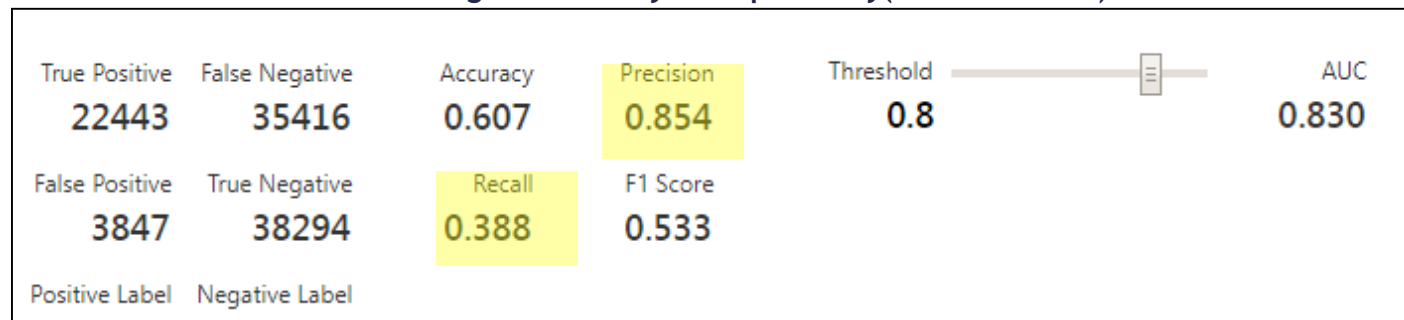 True Positive False Negative Accuracy Precision Threshold AUC
22443 35416 0.607 0.854 0.8 0.830
False Positive True Negative Recall F1 Score
3847 38294 0.388 0.533
Positive Label Negative Label